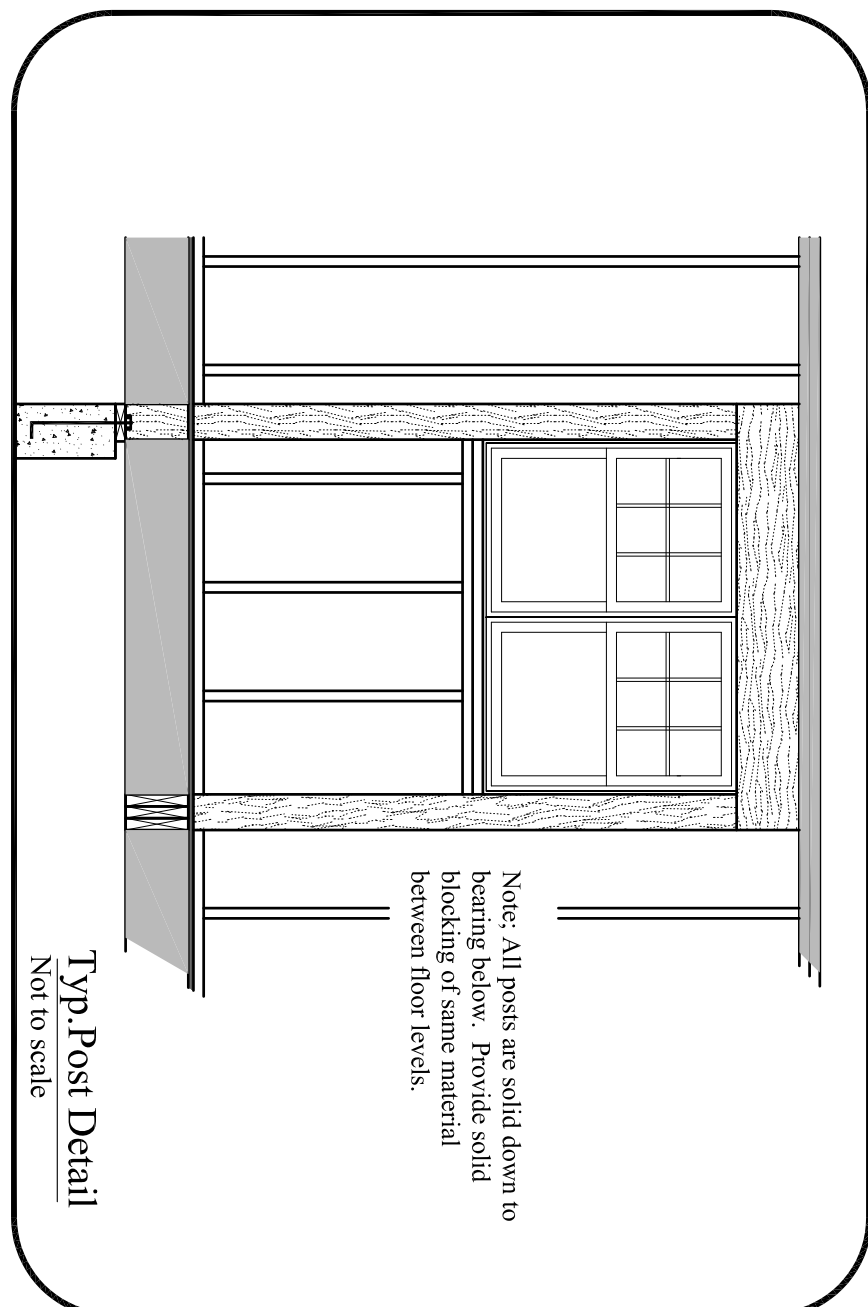 Note; All posts are solid down to
bearing below.  Provide solid
blocking of same material
between floor levels.
Typ.Post Detail
Not to scale